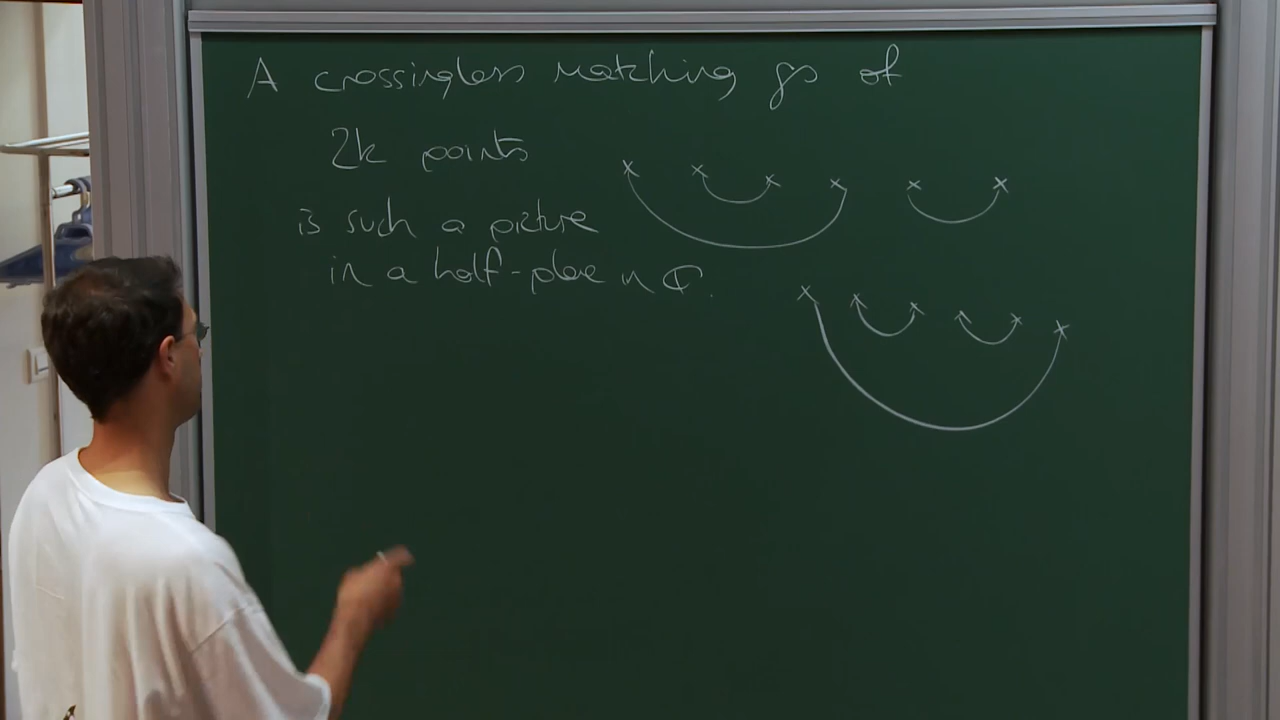 A crossingless matching ℘ of
2k points
is such a picture
in a half-plane in ℂ.